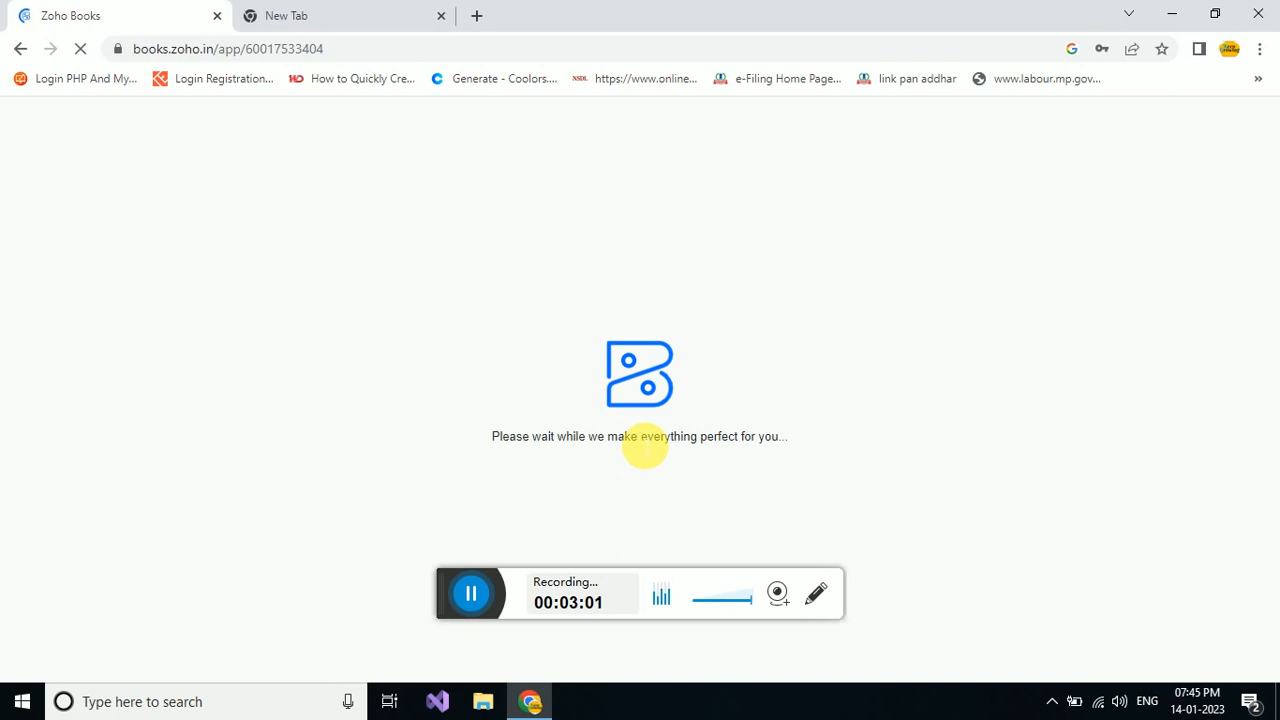 Zoho Books
New Tab
books.zoho.in/app/60017533404
Login PHP And My...
Login Registration...
HD
How to Quickly Cre...
C
Generate - Coolors....
NSDL
https://www.online...
e-Filing Home Page...
link pan addhar
www.labour.mp.gov...
»
Please wait while we make everything perfect for you...
Recording...
00:03:01
Type here to search
ENG
07:45 PM
14-01-2023
2